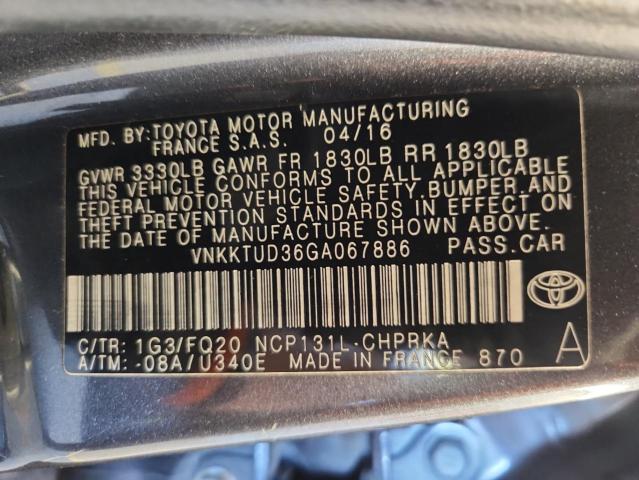 MFD. BY:TOYOTA MOTOR MANUFACTURING
FRANCE S.A.S. 04/16
GVWR 3330LB GAWR FR 1830LB RR 1830LB
THIS VEHICLE CONFORMS TO ALL APPLICABLE
FEDERAL MOTOR VEHICLE SAFETY,BUMPER,AND
THEFT PREVENTION STANDARDS IN EFFECT ON
THE DATE OF MANUFACTURE SHOWN ABOVE.
VNKKTUD36GA067886 PASS.CAR
C/TR: 1G3/FQ20 NCP131L-CHPRKA
A/TM: -08A/U340E MADE IN FRANCE 870
A